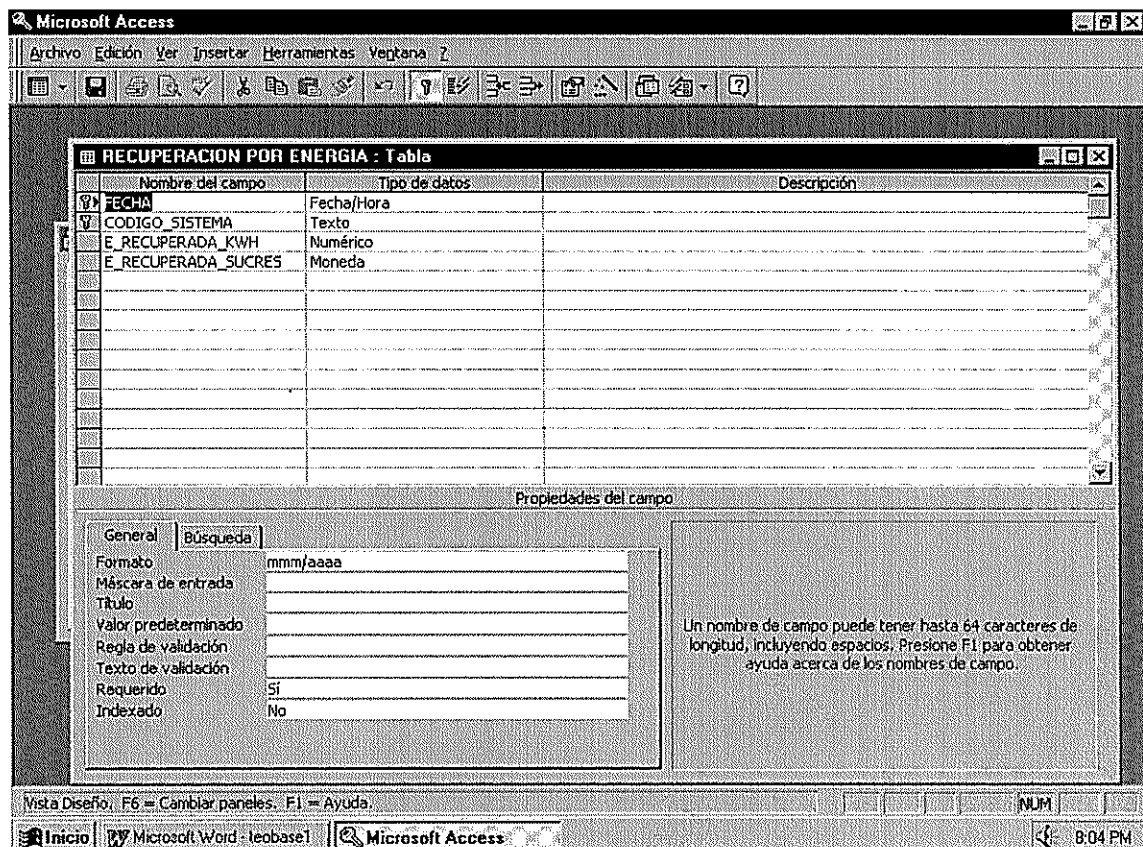 Microsoft Access
Archivo Edición Ver Insertar Herramientas Ventana ?
RECUPERACION POR ENERGIA : Tabla
Nombre del campo Tipo de datos Descripción
FECHA Fecha/Hora
CODIGO_SISTEMA Texto
E_RECUPERADA_KWH Numérico
E_RECUPERADA_SUCRES Moneda
Propiedades del campo
General Búsqueda
Formato mmm/aaaa
Máscara de entrada
Título
Valor predeterminado
Regla de validación
Texto de validación
Requerido Sí
Indexado No
Un nombre de campo puede tener hasta 64 caracteres de
longitud, incluyendo espacios. Presione F1 para obtener
ayuda acerca de los nombres de campo.
Vista Diseño. F6 = Cambiar paneles. F1 = Ayuda. NUM
Inicio Microsoft Word - teobase1 Microsoft Access 8:04 PM